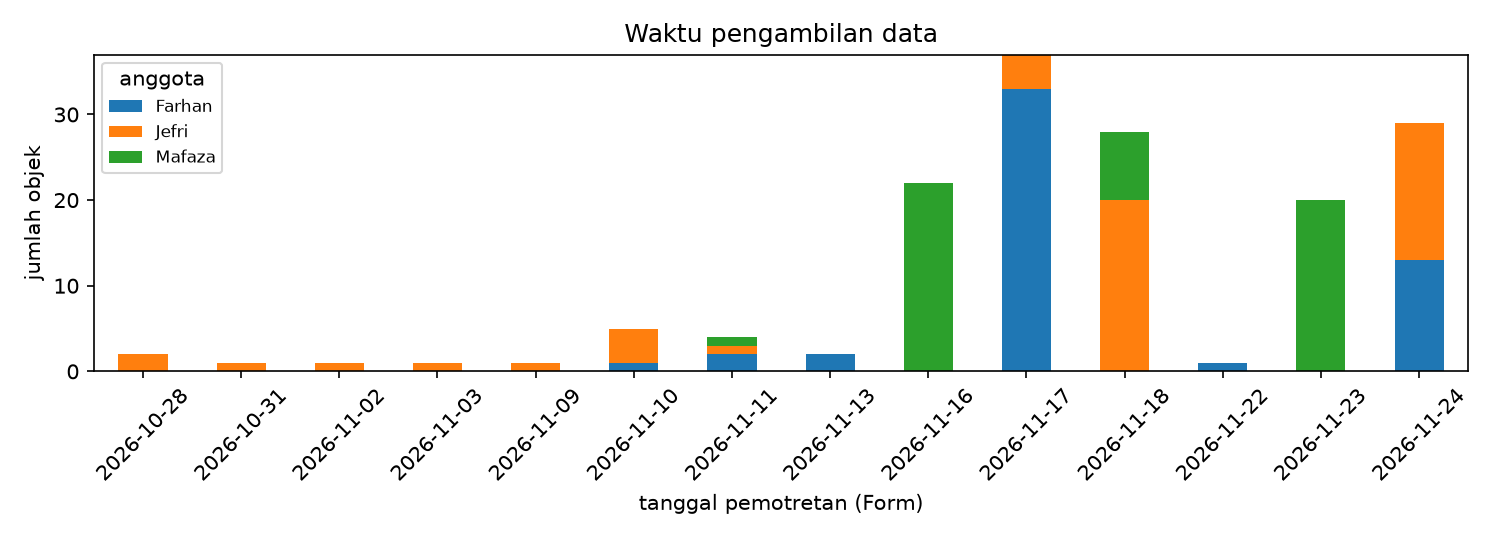 Waktu pengambilan data
anggota
Farhan
Jefri
Mafaza
jumlah objek
30
20
10
0
2026-10-28
2026-10-31
2026-11-02
2026-11-03
2026-11-09
2026-11-10
2026-11-11
2026-11-13
2026-11-16
2026-11-17
2026-11-18
2026-11-22
2026-11-23
2026-11-24
tanggal pemotretan (Form)